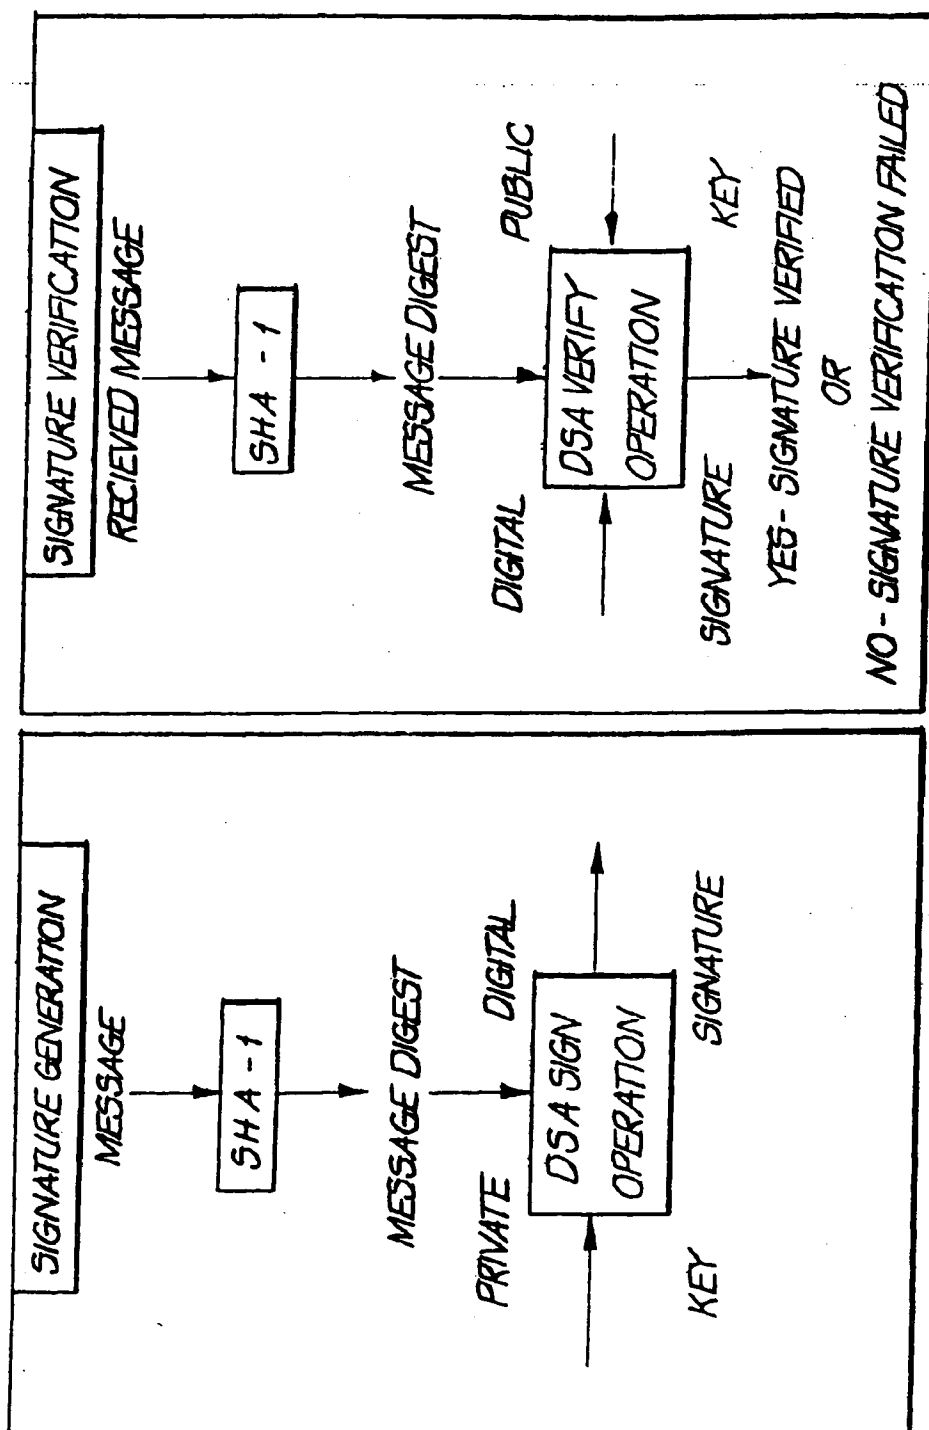 SIGNATURE GENERATION
MESSAGE
SHA - 1
MESSAGE DIGEST
PRIVATE
DIGITAL
DSA SIGN
OPERATION
KEY
SIGNATURE
SIGNATURE VERIFICATION
RECIEVED MESSAGE
SHA - 1
MESSAGE DIGEST
DIGITAL
PUBLIC
DSA VERIFY
OPERATION
SIGNATURE
KEY
YES - SIGNATURE VERIFIED
OR
NO - SIGNATURE VERIFICATION FAILED